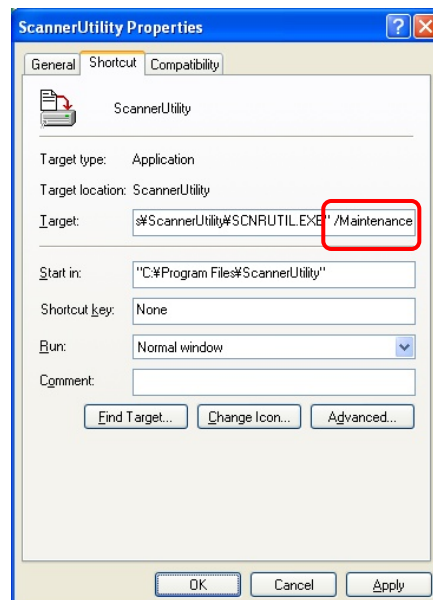 ScannerUtility Properties
General Shortcut Compatibility
ScannerUtility
Target type: Application
Target location: ScannerUtility
Target: s¥ScannerUtility¥SCNRUTIL.EXE" /Maintenance
Start in: "C:¥Program Files¥ScannerUtility"
Shortcut key: None
Run: Normal window
Comment:
Find Target... Change Icon... Advanced...
OK Cancel Apply